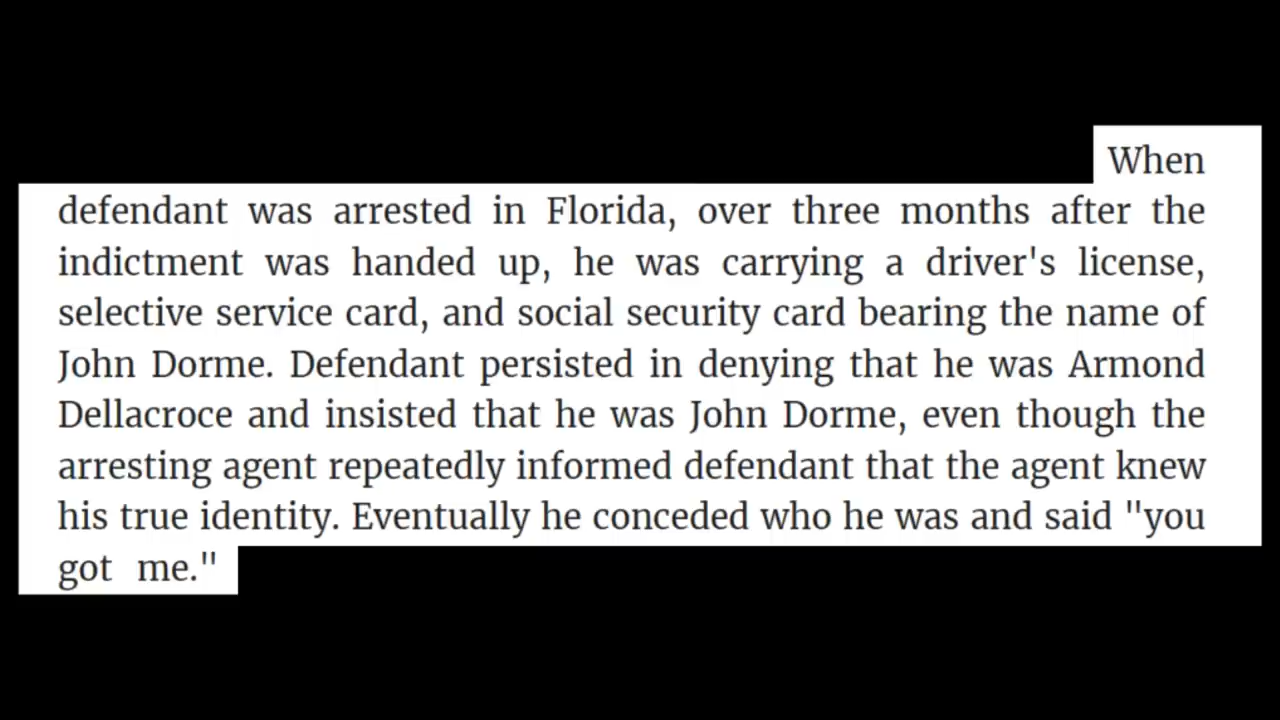 When
defendant was arrested in Florida, over three months after the
indictment was handed up, he was carrying a driver's license,
selective service card, and social security card bearing the name of
John Dorme. Defendant persisted in denying that he was Armond
Dellacroce and insisted that he was John Dorme, even though the
arresting agent repeatedly informed defendant that the agent knew
his true identity. Eventually he conceded who he was and said "you
got me."